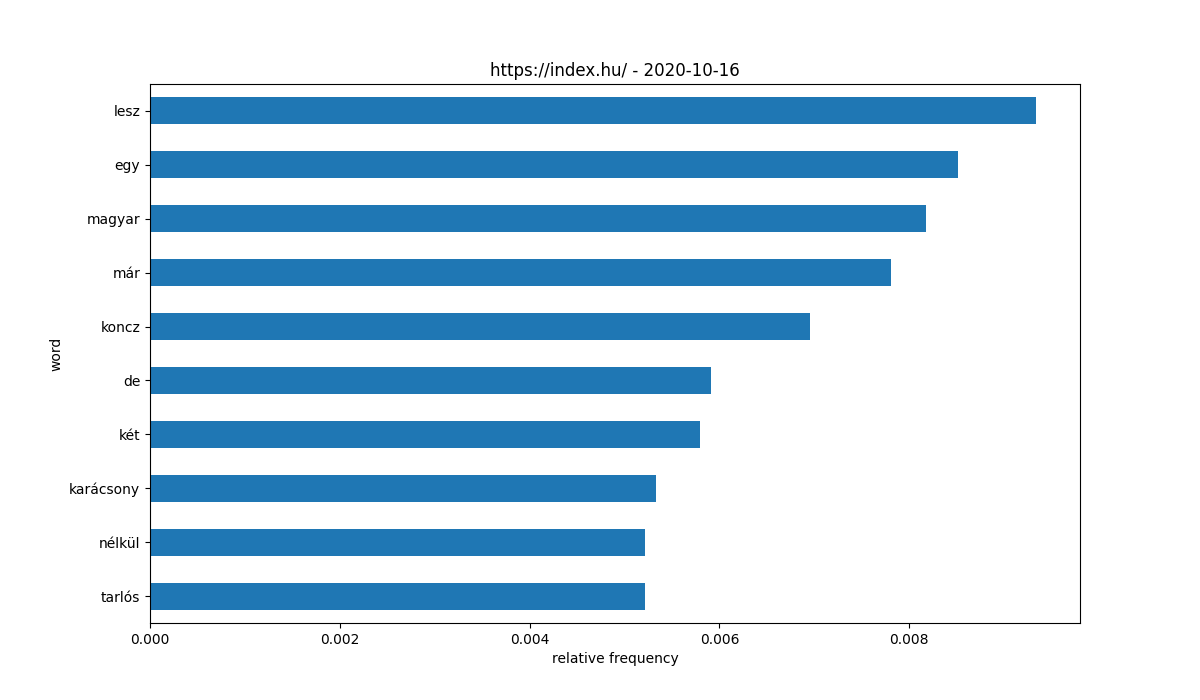 https://index.hu/ - 2020-10-16
lesz
egy
magyar
már
koncz
de
két
karácsony
nélkül
tarlós
word
0.000 0.002 0.004 0.006 0.008
relative frequency